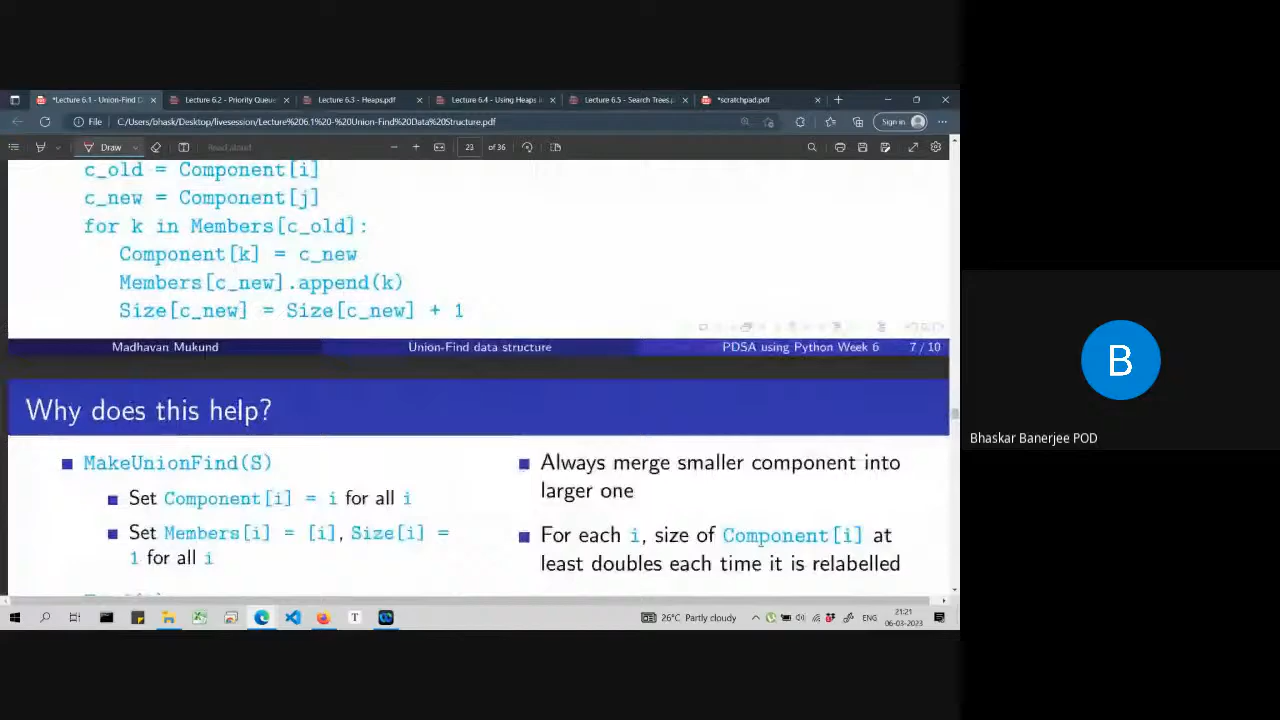 *Lecture 6.1 - Union-Find D
Lecture 6.2 - Priority Queue
Lecture 6.3 - Heaps.pdf
Lecture 6.4 - Using Heaps in
Lecture 6.5 - Search Trees.p
*scratchpad.pdf
File
C:/Users/bhask/Desktop/livesession/Lecture%206.1%20-%20Union-Find%20Data%20Structure.pdf
Sign in
Draw
Read aloud
23
of 36
c_old = Component[i]
c_new = Component[j]
for k in Members[c_old]:
Component[k] = c_new
Members[c_new].append(k)
Size[c_new] = Size[c_new] + 1
Madhavan Mukund
Union-Find data structure
PDSA using Python Week 6
7 / 10
Why does this help?
MakeUnionFind(S)
Set Component[i] = i for all i
Set Members[i] = [i], Size[i] =
1 for all i
Always merge smaller component into
larger one
For each i, size of Component[i] at
least doubles each time it is relabelled
B
Bhaskar Banerjee POD
T
26°C Partly cloudy
ENG
21:21
06-03-2023